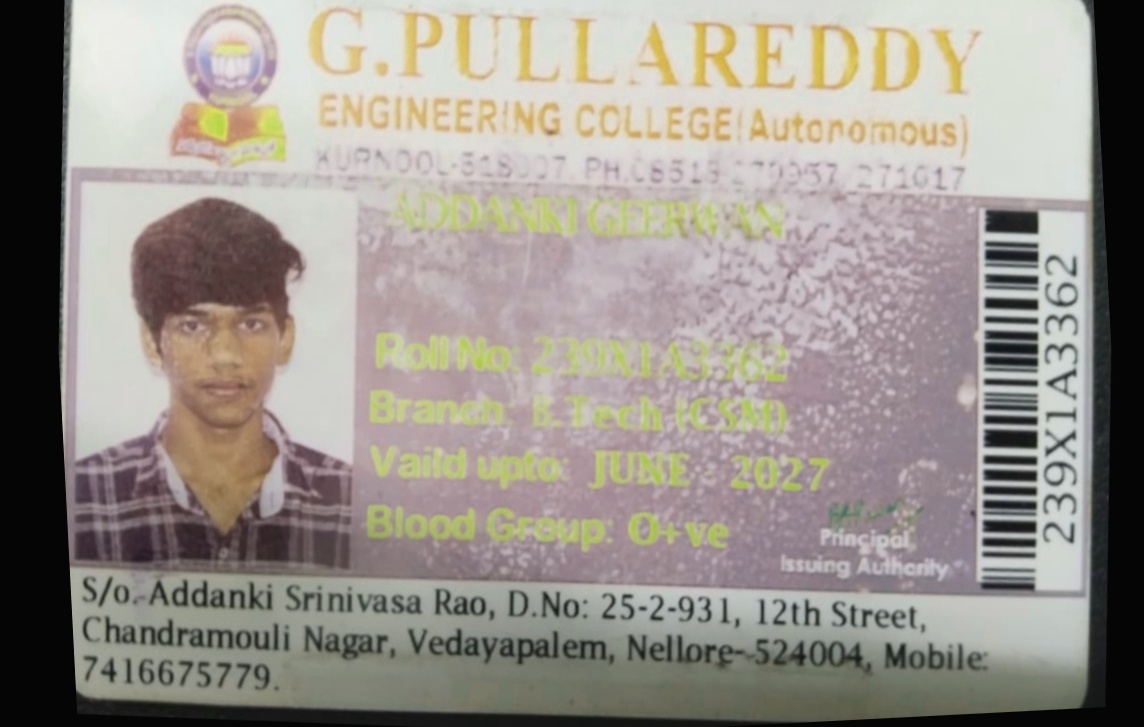 G.PULLAREDDY
ENGINEERING COLLEGE(Autonomous)
KURNOOL-518007 PH. 271017
ADDANKI GEERWAN
Roll No: 239X1A3362
Branch: B.Tech (CSM)
Vaild upto: JUNE - 2027
Blood Group: O+ve
Principal
Issuing Authority
239X1A3362
S/o. Addanki Srinivasa Rao, D.No: 25-2-931, 12th Street,
Chandramouli Nagar, Vedayapalem, Nellore-524004, Mobile:
7416675779.